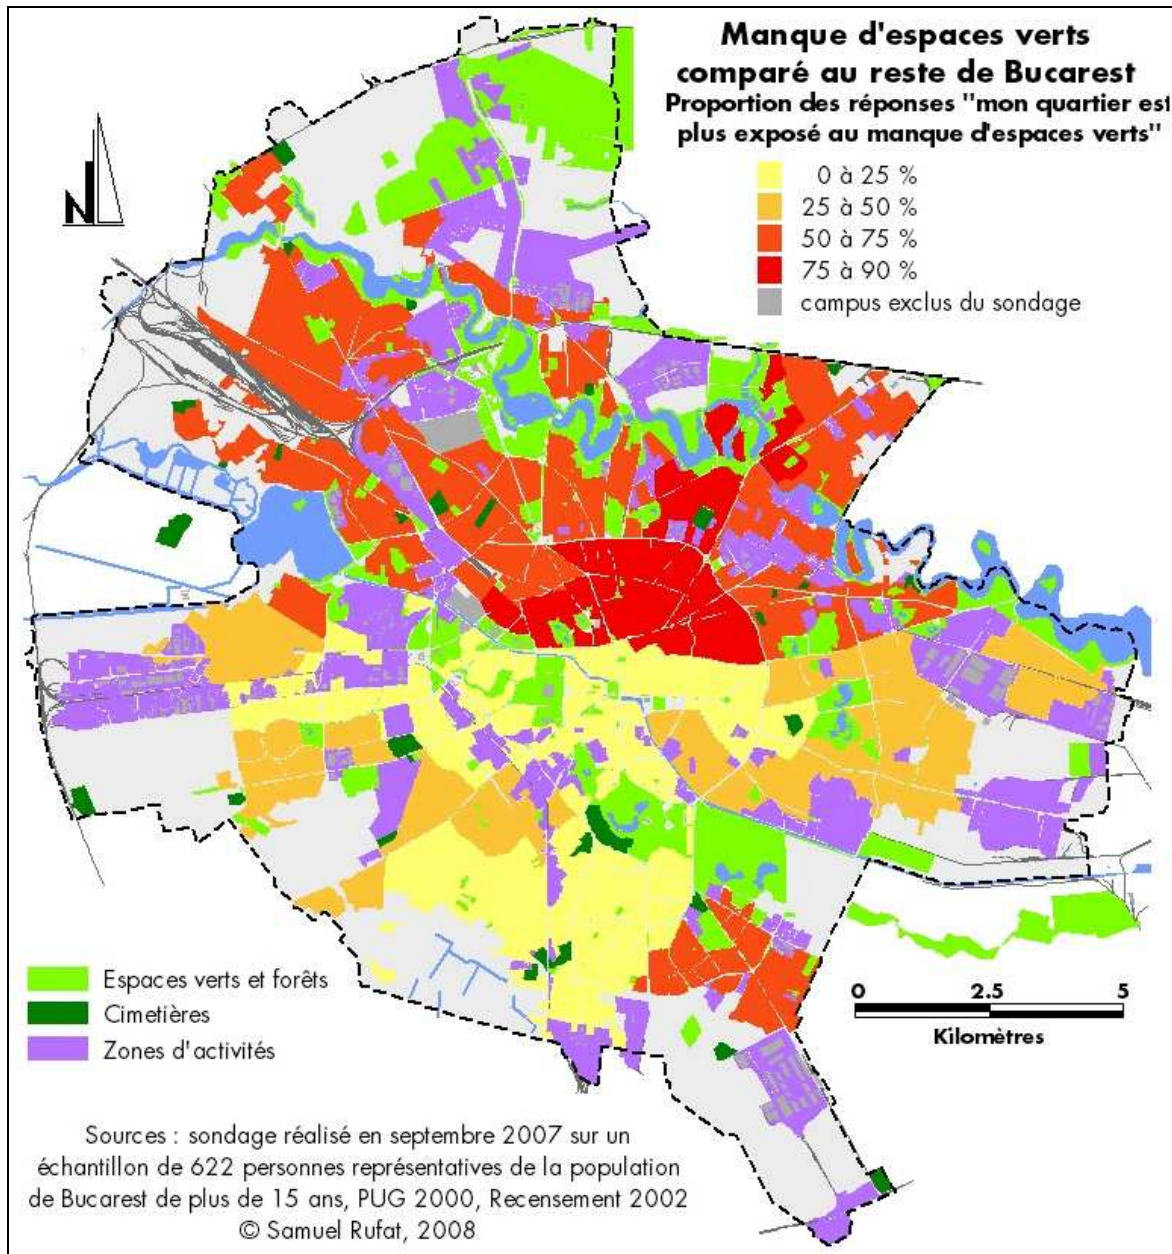 Manque d'espaces verts
comparé au reste de Bucarest
Proportion des réponses "mon quartier est
plus exposé au manque d'espaces verts"
0 à 25 %
25 à 50 %
50 à 75 %
75 à 90 %
campus exclus du sondage
N
Espaces verts et forêts
Cimetières
Zones d'activités
0 2.5 5
Kilomètres
Sources : sondage réalisé en septembre 2007 sur un
échantillon de 622 personnes représentatives de la population
de Bucarest de plus de 15 ans, PUG 2000, Recensement 2002
© Samuel Rufat, 2008